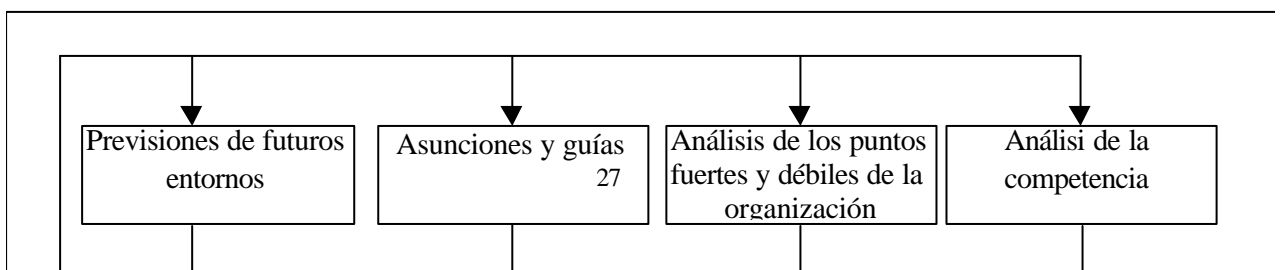 Previsiones de futuros
entornos
Asunciones y guías
27
Análisis de los puntos
fuertes y débiles de la
organización
Análisi de la
competencia